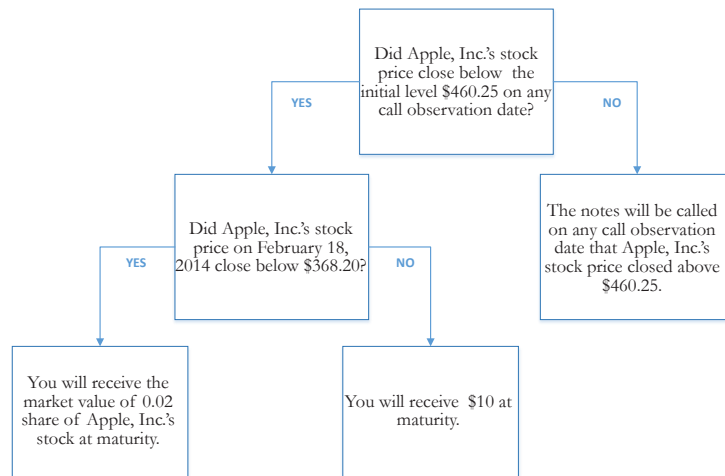 Did Apple, Inc.'s stock
price close below the
initial level $460.25 on any
call observation date?
YES
NO
Did Apple, Inc.'s stock
price on February 18,
2014 close below $368.20?
The notes will be called
on any call observation
date that Apple, Inc.'s
stock price closed above
$460.25.
YES
NO
You will receive the
market value of 0.02
share of Apple, Inc.'s
stock at maturity.
You will receive $10 at
maturity.